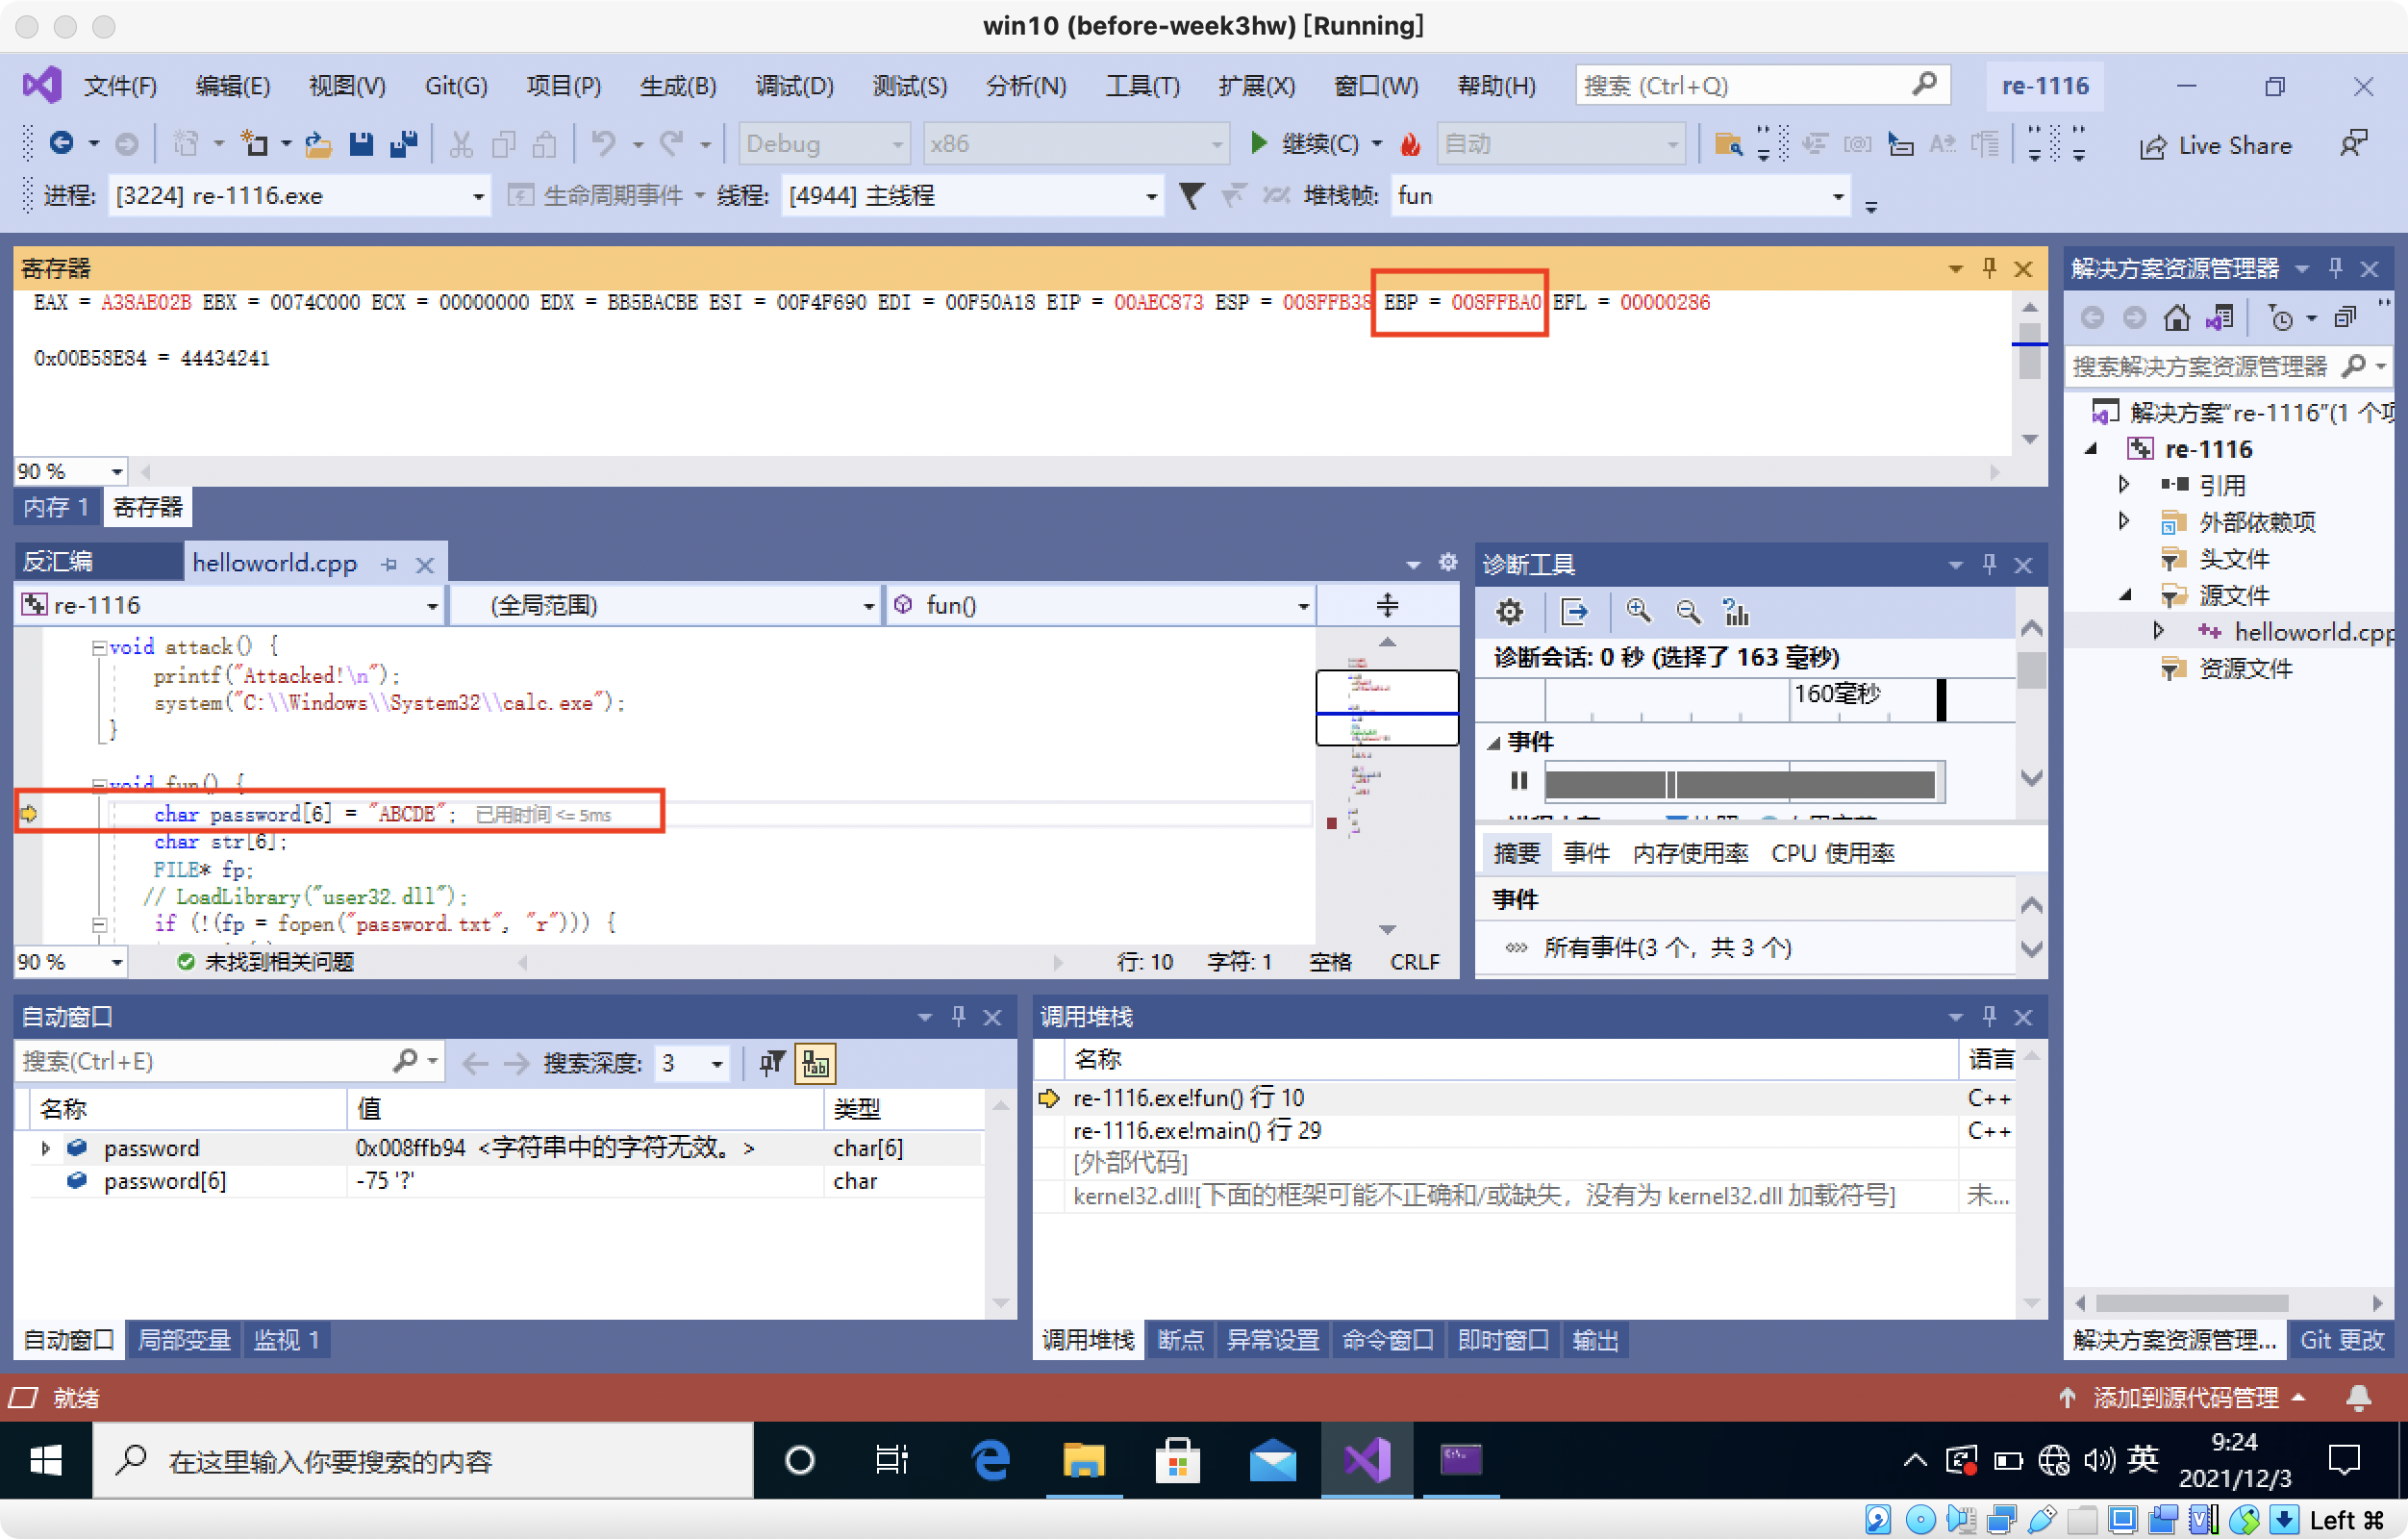 win10 (before-week3hw) [Running]
文件(F) 编辑(E) 视图(V) Git(G) 项目(P) 生成(B) 调试(D) 测试(S) 分析(N) 工具(T) 扩展(X) 窗口(W) 帮助(H) 搜索 (Ctrl+Q) re-1116
Debug x86 继续(C) 自动 Live Share
进程: [3224] re-1116.exe 生命周期事件 线程: [4944] 主线程 堆栈帧: fun
寄存器
EAX = A38AE02B EBX = 0074C000 ECX = 00000000 EDX = BB5BACBE ESI = 00F4F690 EDI = 00F50A18 EIP = 00AEC873 ESP = 008FFB38 EBP = 008FFBA0 EFL = 00000286
0x00B58E84 = 44434241
90 %
内存 1 寄存器
反汇编 helloworld.cpp
re-1116 (全局范围) fun()
void attack() {
printf("Attacked!\n");
system("C:\\Windows\\System32\\calc.exe");
}
void fun() {
char password[6] = "ABCDE"; 已用时间 <= 5ms
char str[6];
FILE* fp;
// LoadLibrary("user32.dll");
if (!(fp = fopen("password.txt", "r"))) {
90 % 未找到相关问题 行: 10 字符: 1 空格 CRLF
诊断工具
诊断会话: 0 秒 (选择了 163 毫秒)
160毫秒
事件
摘要 事件 内存使用率 CPU 使用率
事件
所有事件(3 个，共 3 个)
解决方案资源管理器
搜索解决方案资源管理器
解决方案"re-1116"(1 个项
re-1116
引用
外部依赖项
头文件
源文件
helloworld.cpp
资源文件
解决方案资源管理... Git 更改
自动窗口
搜索(Ctrl+E) 搜索深度: 3
名称 值 类型
password 0x008ffb94 <字符串中的字符无效。> char[6]
password[6] -75 '?' char
自动窗口 局部变量 监视 1
调用堆栈
名称 语言
re-1116.exe!fun() 行 10 C++
re-1116.exe!main() 行 29 C++
[外部代码]
kernel32.dll![下面的框架可能不正确和/或缺失，没有为 kernel32.dll 加载符号] 未...
调用堆栈 断点 异常设置 命令窗口 即时窗口 输出
就绪 添加到源代码管理
在这里输入你要搜索的内容 英 9:24
2021/12/3
Left ⌘